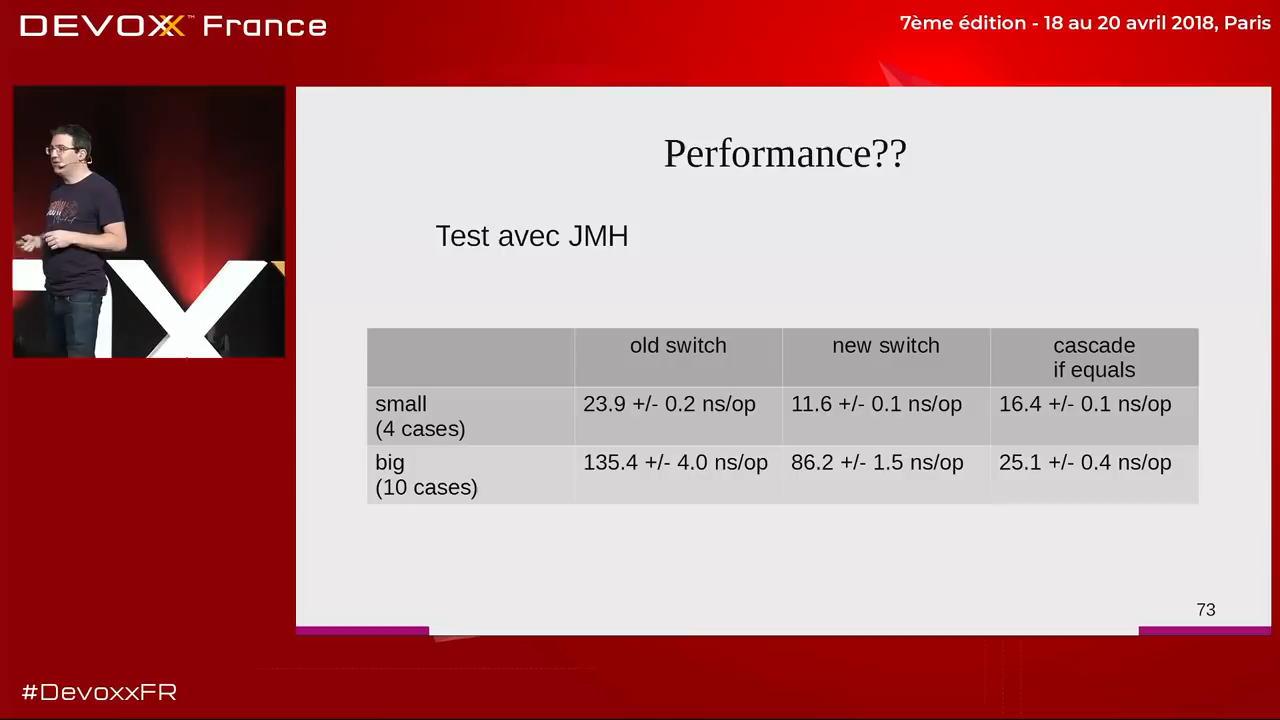 DEVOXX™ France
7ème édition - 18 au 20 avril 2018, Paris
Performance??
Test avec JMH
old switch
new switch
cascade
if equals
small
(4 cases)
23.9 +/- 0.2 ns/op
11.6 +/- 0.1 ns/op
16.4 +/- 0.1 ns/op
big
(10 cases)
135.4 +/- 4.0 ns/op
86.2 +/- 1.5 ns/op
25.1 +/- 0.4 ns/op
73
#DevoxxFR